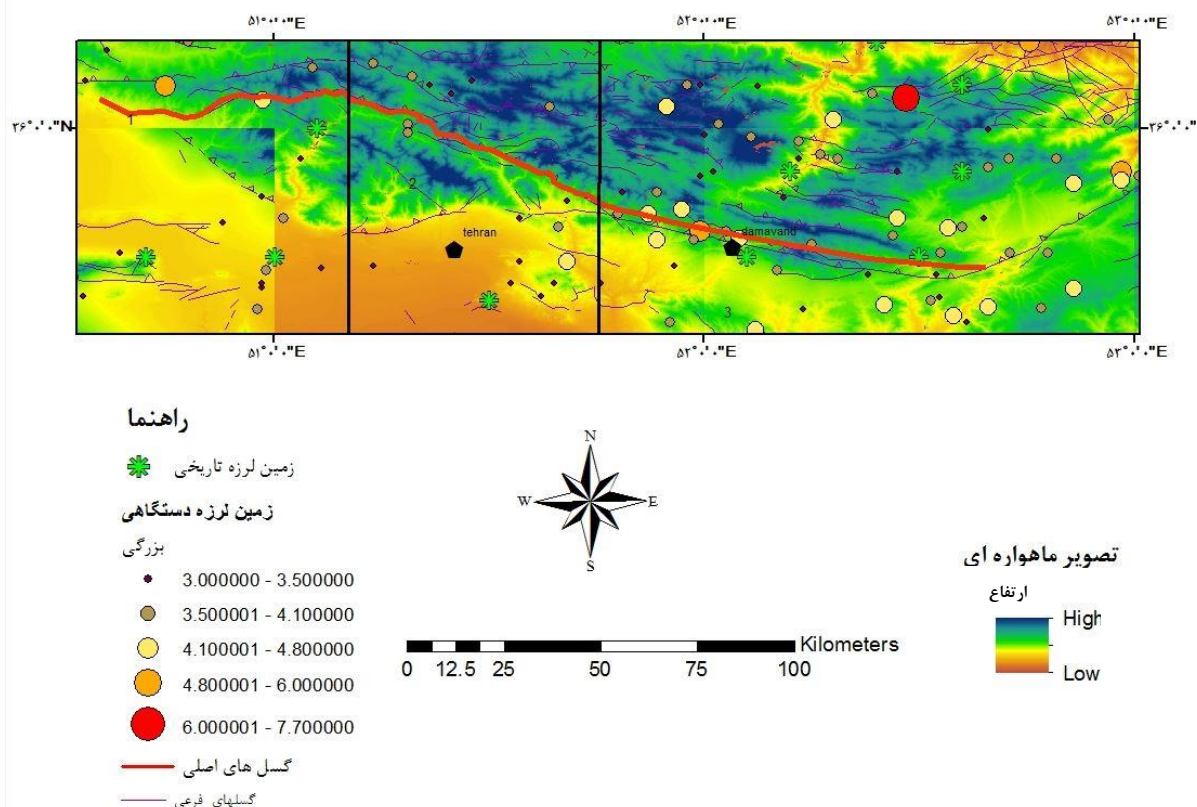 ۵۱°۰'۰"E ۵۲°۰'۰"E ۵۳°۰'۰"E
۳۶°۰'۰"N ۳۶°۰'۰"N
1
2
3
tehran
damavand
۵۱°۰'۰"E ۵۲°۰'۰"E ۵۳°۰'۰"E
راهنما
زمین لرزه تاریخی
زمین لرزه دستگاهی
بزرگی
3.000000 - 3.500000
3.500001 - 4.100000
4.100001 - 4.800000
4.800001 - 6.000000
6.000001 - 7.700000
گسل های اصلی
گسلهای فرعی
N
W E
S
Kilometers
0 12.5 25 50 75 100
تصویر ماهواره ای
ارتفاع
High
Low